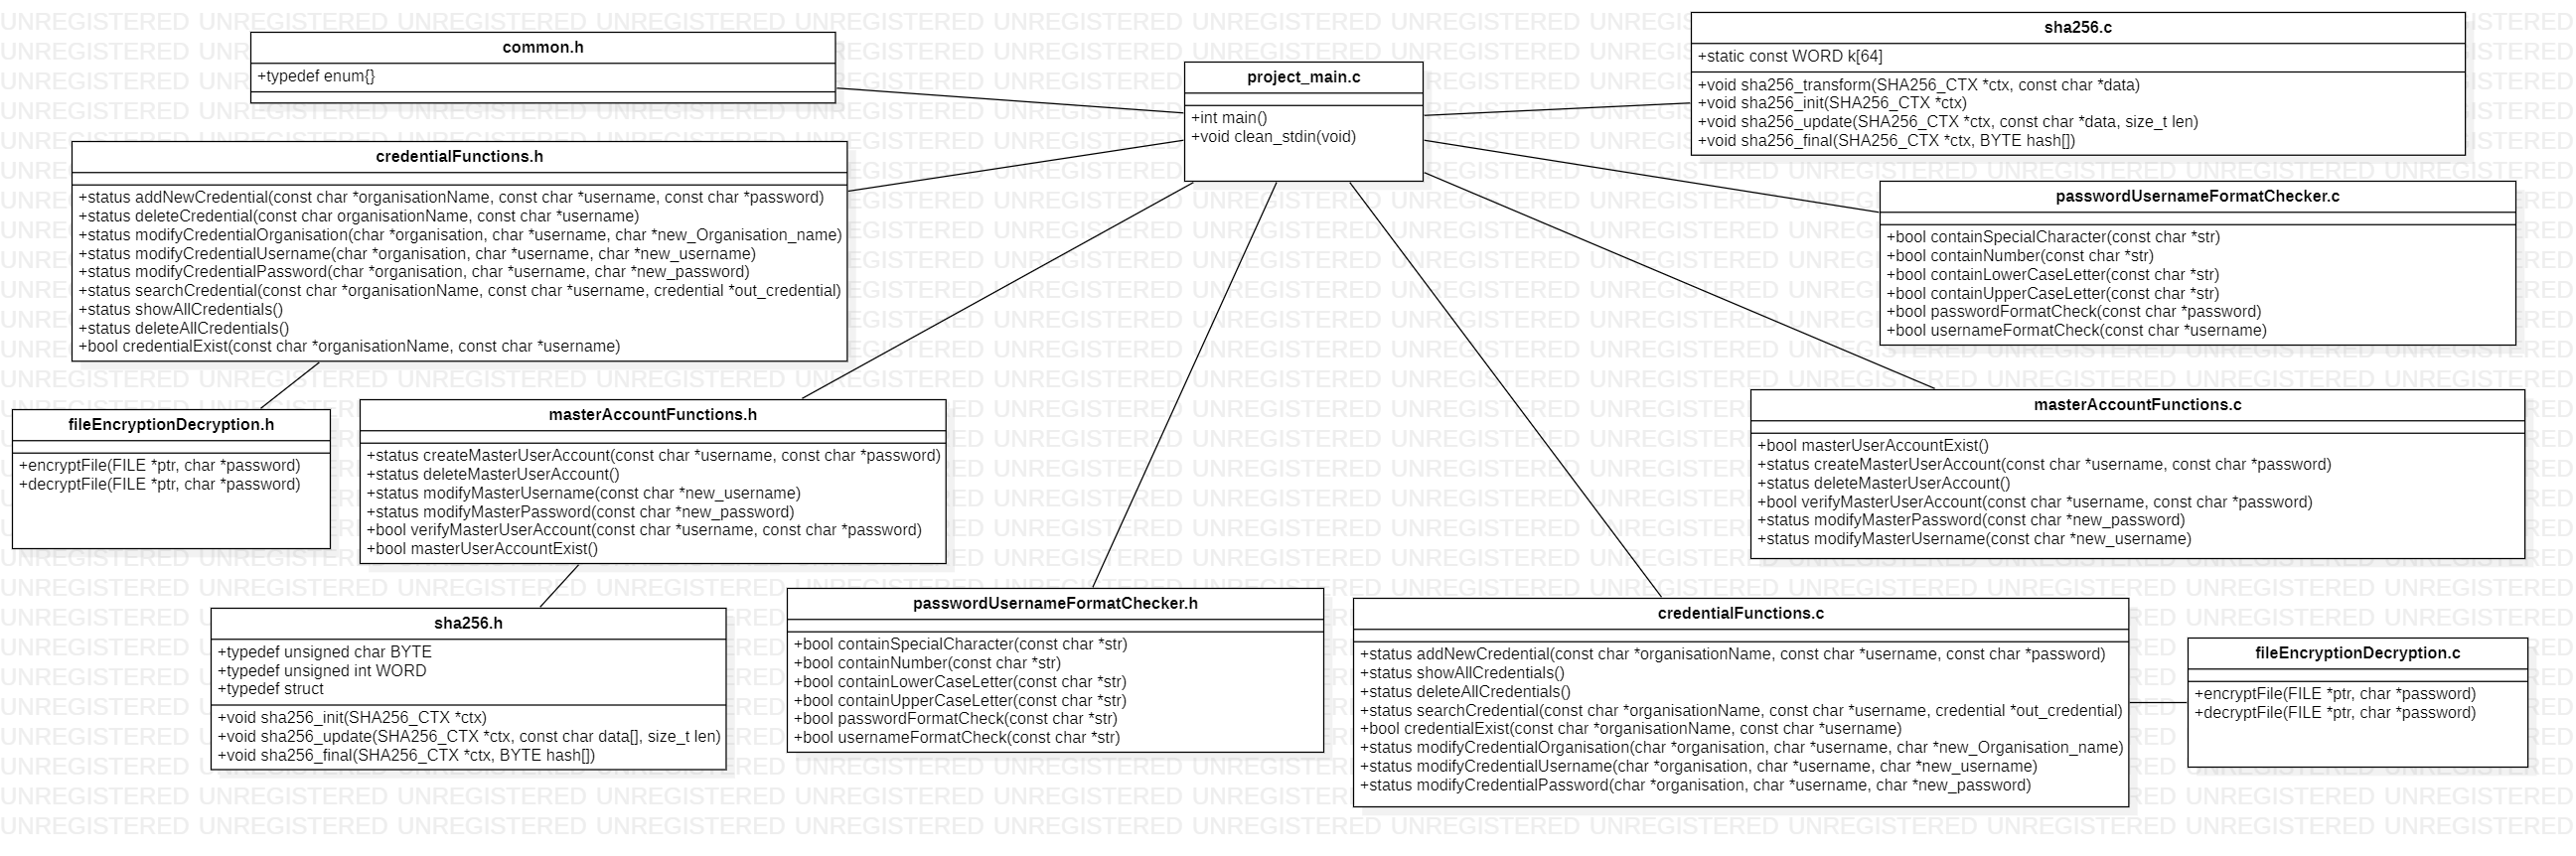 common.h
+typedef enum{}
project_main.c
+int main()
+void clean_stdin(void)
sha256.c
+static const WORD k[64]
+void sha256_transform(SHA256_CTX *ctx, const char *data)
+void sha256_init(SHA256_CTX *ctx)
+void sha256_update(SHA256_CTX *ctx, const char *data, size_t len)
+void sha256_final(SHA256_CTX *ctx, BYTE hash[])
credentialFunctions.h
+status addNewCredential(const char *organisationName, const char *username, const char *password)
+status deleteCredential(const char organisationName, const char *username)
+status modifyCredentialOrganisation(char *organisation, char *username, char *new_Organisation_name)
+status modifyCredentialUsername(char *organisation, char *username, char *new_username)
+status modifyCredentialPassword(char *organisation, char *username, char *new_password)
+status searchCredential(const char *organisationName, const char *username, credential *out_credential)
+status showAllCredentials()
+status deleteAllCredentials()
+bool credentialExist(const char *organisationName, const char *username)
passwordUsernameFormatChecker.c
+bool containSpecialCharacter(const char *str)
+bool containNumber(const char *str)
+bool containLowerCaseLetter(const char *str)
+bool containUpperCaseLetter(const char *str)
+bool passwordFormatCheck(const char *password)
+bool usernameFormatCheck(const char *username)
fileEncryptionDecryption.h
+encryptFile(FILE *ptr, char *password)
+decryptFile(FILE *ptr, char *password)
masterAccountFunctions.h
+status createMasterUserAccount(const char *username, const char *password)
+status deleteMasterUserAccount()
+status modifyMasterUsername(const char *new_username)
+status modifyMasterPassword(const char *new_password)
+bool verifyMasterUserAccount(const char *username, const char *password)
+bool masterUserAccountExist()
masterAccountFunctions.c
+bool masterUserAccountExist()
+status createMasterUserAccount(const char *username, const char *password)
+status deleteMasterUserAccount()
+bool verifyMasterUserAccount(const char *username, const char *password)
+status modifyMasterPassword(const char *new_password)
+status modifyMasterUsername(const char *new_username)
sha256.h
+typedef unsigned char BYTE
+typedef unsigned int WORD
+typedef struct
+void sha256_init(SHA256_CTX *ctx)
+void sha256_update(SHA256_CTX *ctx, const char data[], size_t len)
+void sha256_final(SHA256_CTX *ctx, BYTE hash[])
passwordUsernameFormatChecker.h
+bool containSpecialCharacter(const char *str)
+bool containNumber(const char *str)
+bool containLowerCaseLetter(const char *str)
+bool containUpperCaseLetter(const char *str)
+bool passwordFormatCheck(const char *str)
+bool usernameFormatCheck(const char *str)
credentialFunctions.c
+status addNewCredential(const char *organisationName, const char *username, const char *password)
+status showAllCredentials()
+status deleteAllCredentials()
+status searchCredential(const char *organisationName, const char *username, credential *out_credential)
+bool credentialExist(const char *organisationName, const char *username)
+status modifyCredentialOrganisation(char *organisation, char *username, char *new_Organisation_name)
+status modifyCredentialUsername(char *organisation, char *username, char *new_username)
+status modifyCredentialPassword(char *organisation, char *username, char *new_password)
fileEncryptionDecryption.c
+encryptFile(FILE *ptr, char *password)
+decryptFile(FILE *ptr, char *password)
UNREGISTERED